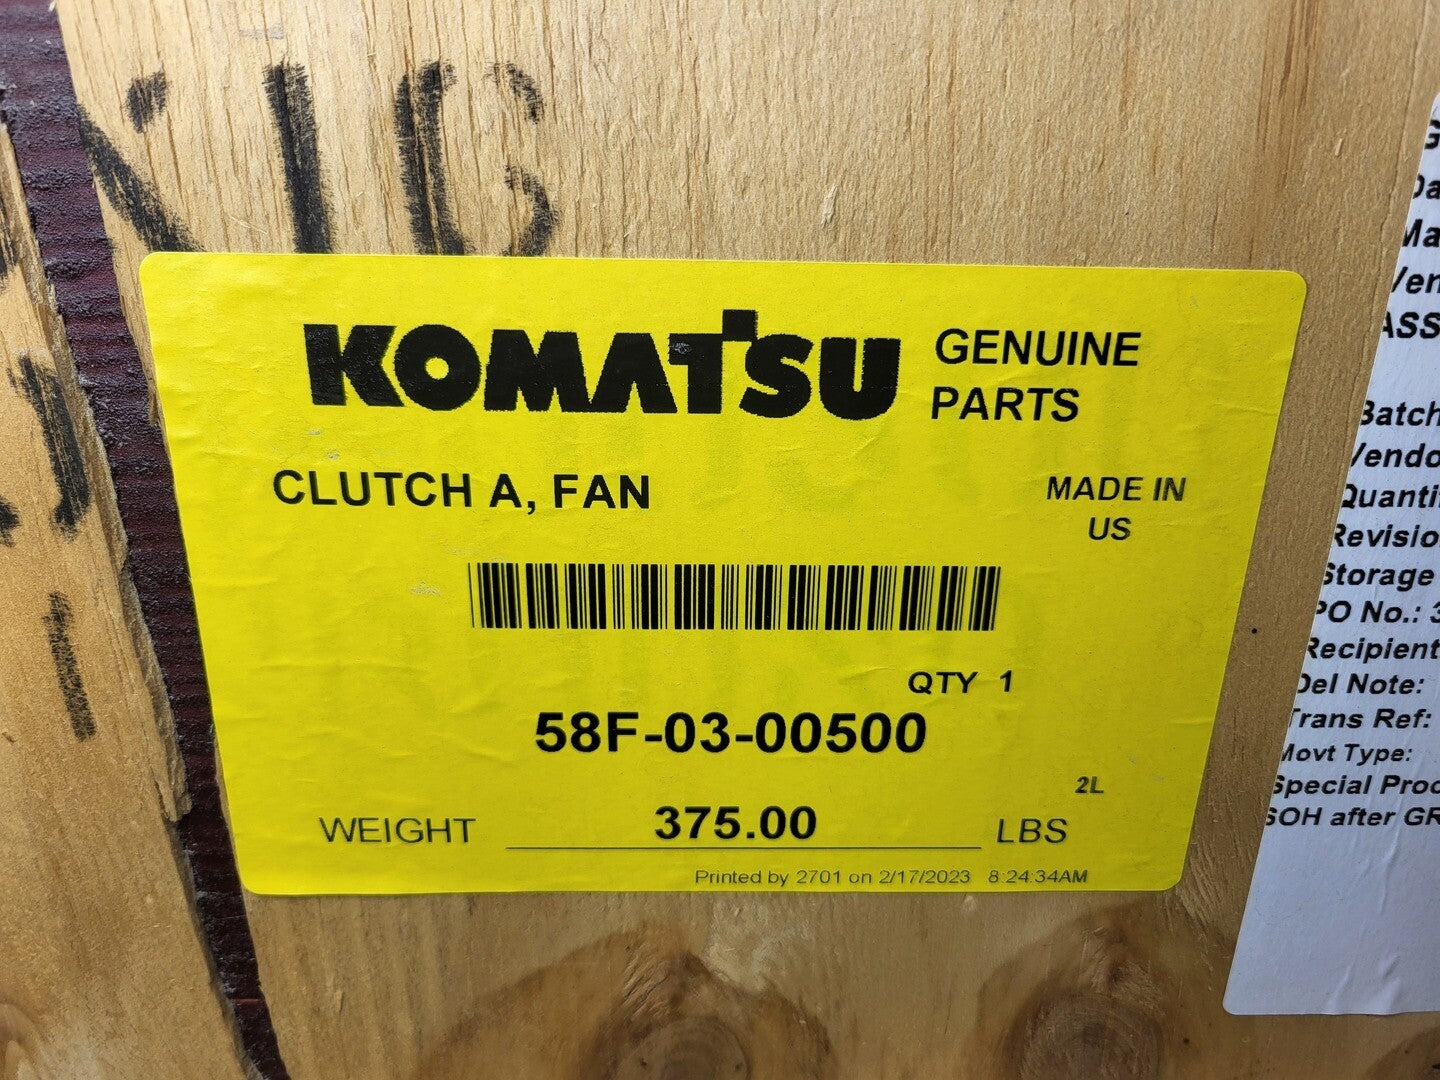 KOMATSU GENUINE PARTS
CLUTCH A, FAN
MADE IN
US
QTY 1
58F-03-00500
2L
WEIGHT 375.00 LBS
Printed by 2701 on 2/17/2023 8:24:34AM
Batch
Quanti
Revisio
Storage
PO No.: 3
Recipient
Del Note:
Trans Ref:
Movt Type:
Special Proc
SOH after GR